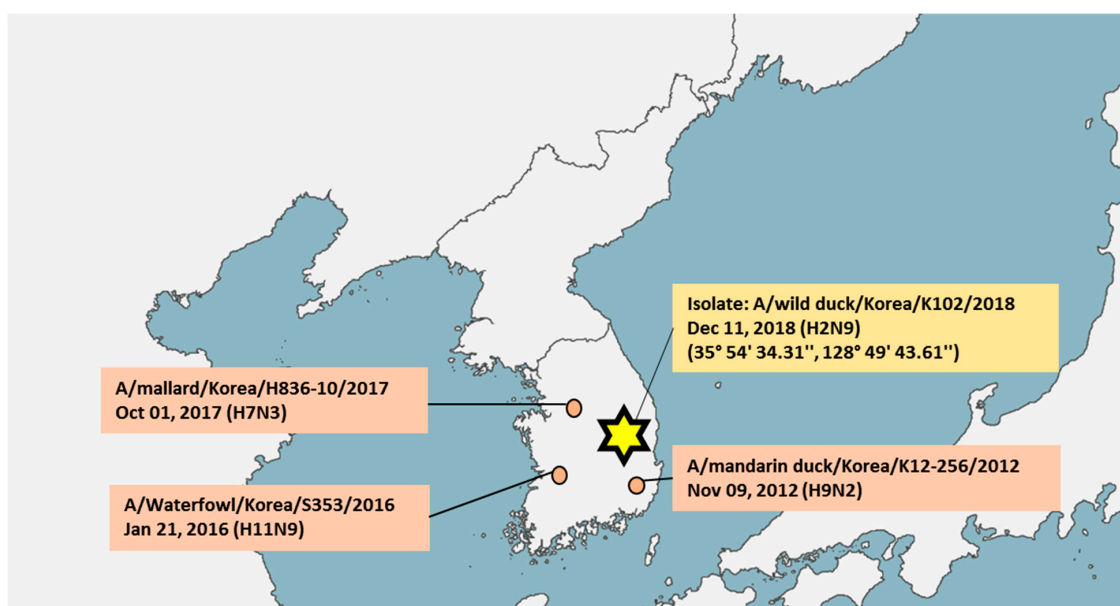 Isolate: A/wild duck/Korea/K102/2018
Dec 11, 2018 (H2N9)
(35° 54' 34.31'', 128° 49' 43.61'')
A/mallard/Korea/H836-10/2017
Oct 01, 2017 (H7N3)
A/mandarin duck/Korea/K12-256/2012
Nov 09, 2012 (H9N2)
A/Waterfowl/Korea/S353/2016
Jan 21, 2016 (H11N9)